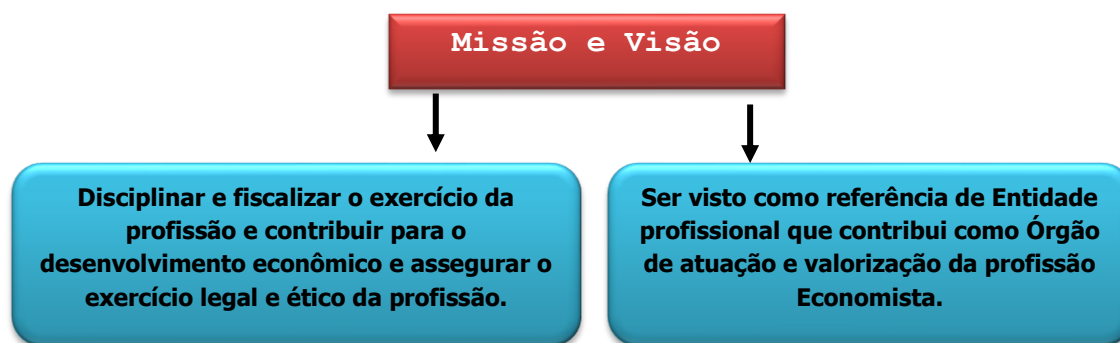 Missão e Visão
Disciplinar e fiscalizar o exercício da
profissão e contribuir para o
desenvolvimento econômico e assegurar o
exercício legal e ético da profissão.
Ser visto como referência de Entidade
profissional que contribui como Órgão
de atuação e valorização da profissão
Economista.